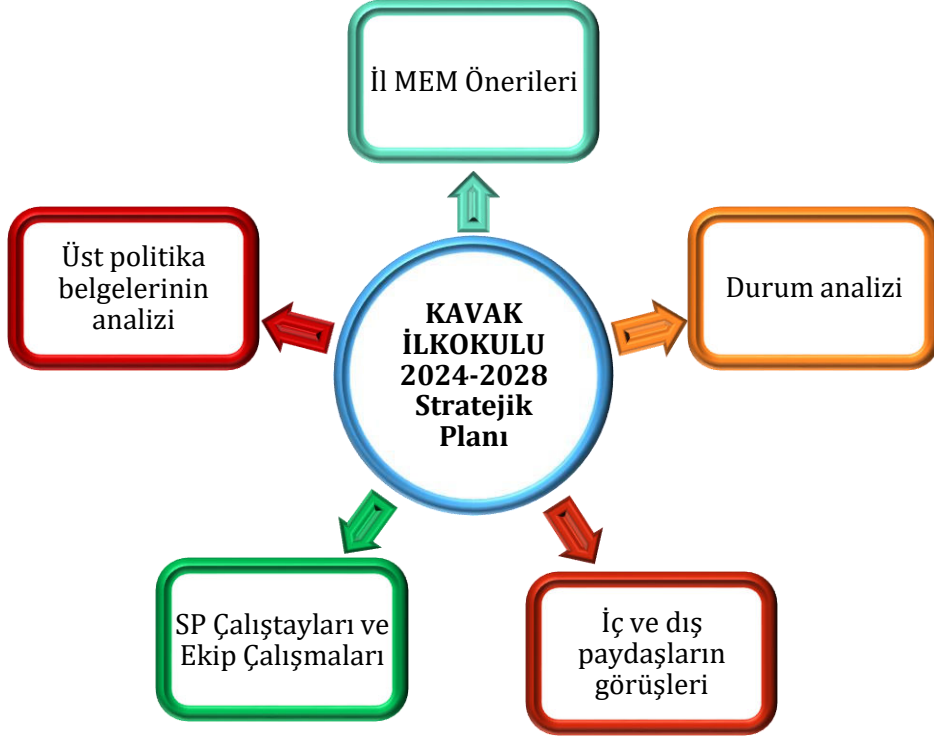 İl MEM Önerileri
Üst politika
belgelerinin
analizi
Durum analizi
KAVAK
İLKOKULU
2024-2028
Stratejik
Planı
SP Çalıştayları ve
Ekip Çalışmaları
İç ve dış
paydaşların
görüşleri